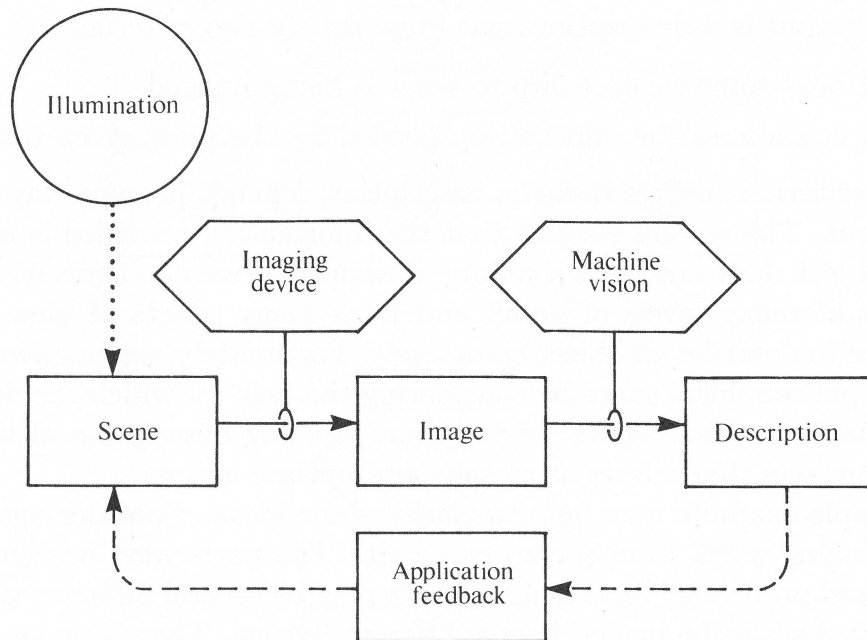 Illumination
Imaging
device
Machine
vision
Scene
Image
Description
Application
feedback